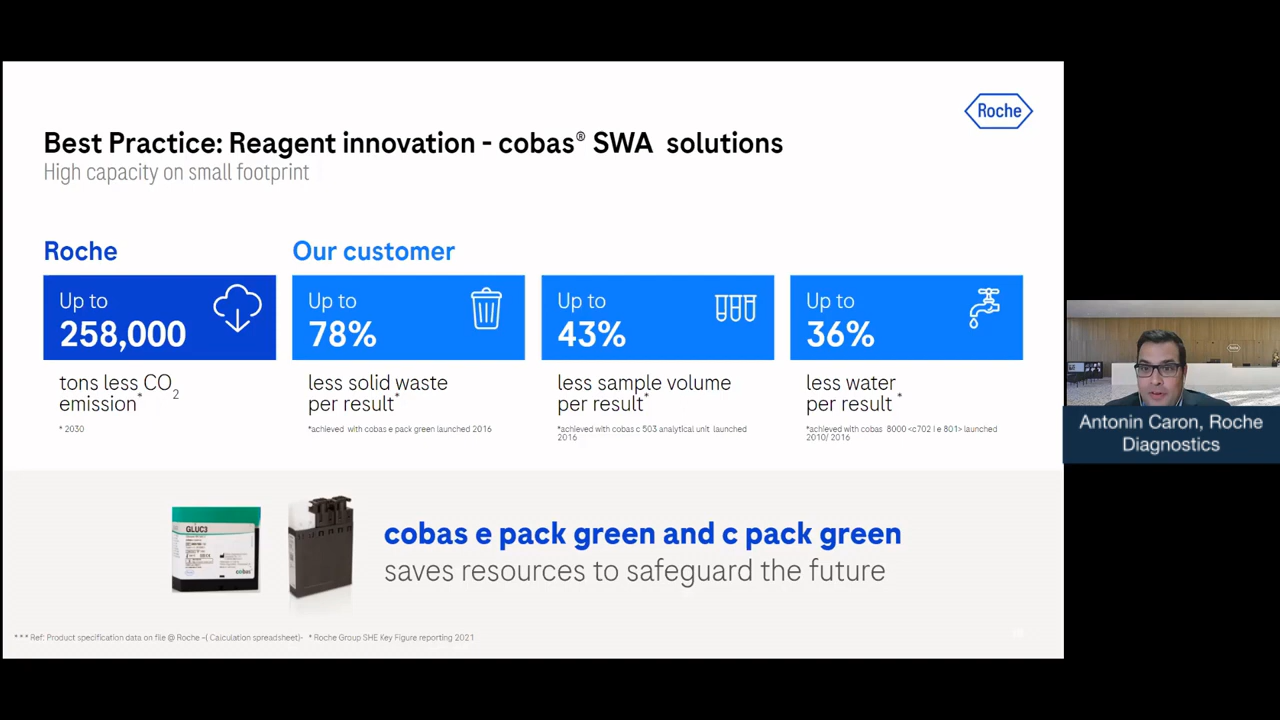 Roche
Best Practice: Reagent innovation - cobas® SWA solutions
High capacity on small footprint
Roche
Our customer
Up to
258,000
tons less CO2
emission*
* 2030
Up to
78%
less solid waste
per result*
*achieved with cobas e pack green launched 2016
Up to
43%
less sample volume
per result*
*achieved with cobas c 503 analytical unit launched
2016
Up to
36%
less water
per result *
*achieved with cobas 8000 <c702 I e 801> launched
2010/ 2016
Antonin Caron, Roche
Diagnostics
GLUC3
cobas
cobas e pack green and c pack green
saves resources to safeguard the future
*** Ref: Product specification data on file @ Roche -( Calculation spreadsheet)- * Roche Group SHE Key Figure reporting 2021